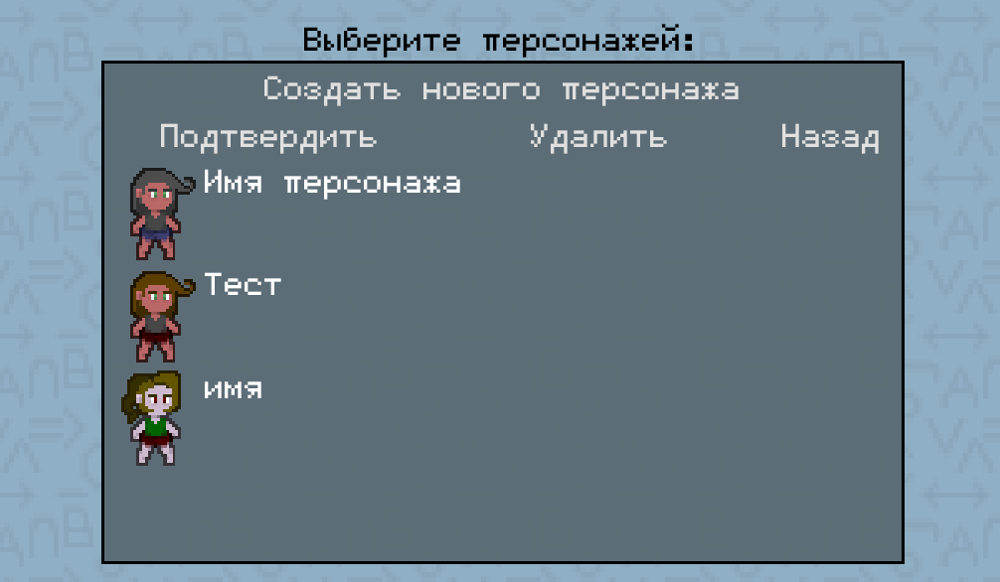 Выберите персонажей:
Создать нового персонажа
Подтвердить Удалить Назад
Имя персонажа
Тест
имя